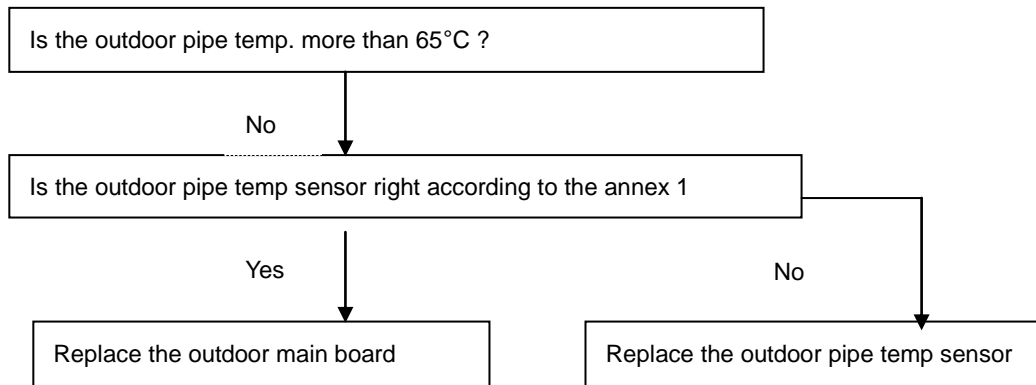 Is the outdoor pipe temp. more than 65°C ?
No
Is the outdoor pipe temp sensor right according to the annex 1
Yes
No
Replace the outdoor main board
Replace the outdoor pipe temp sensor